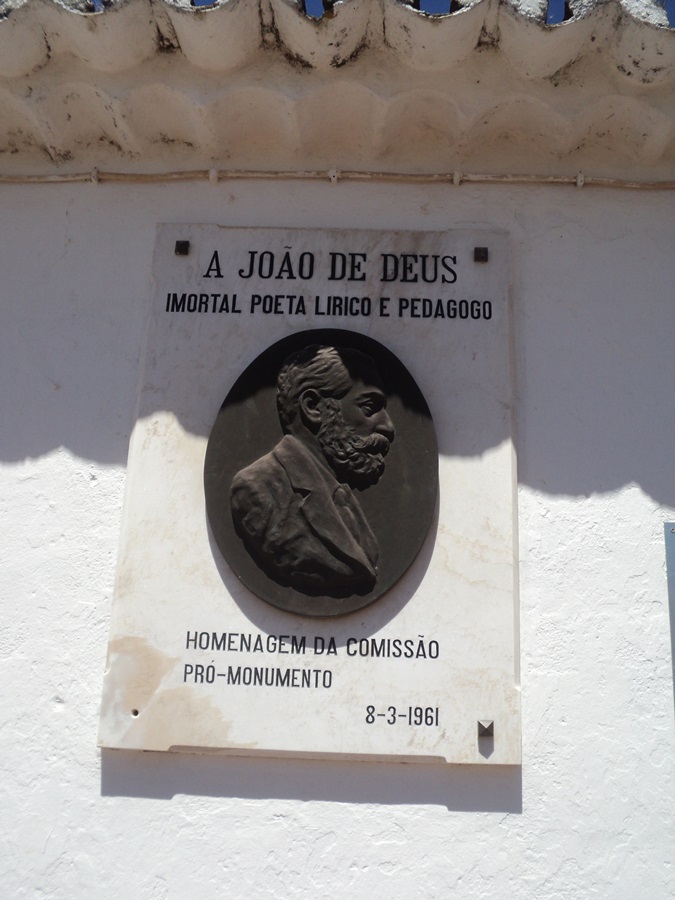 A JOÃO DE DEUS
IMORTAL POETA LIRICO E PEDAGOGO
HOMENAGEM DA COMISSÃO
PRÓ-MONUMENTO
8-3-1961